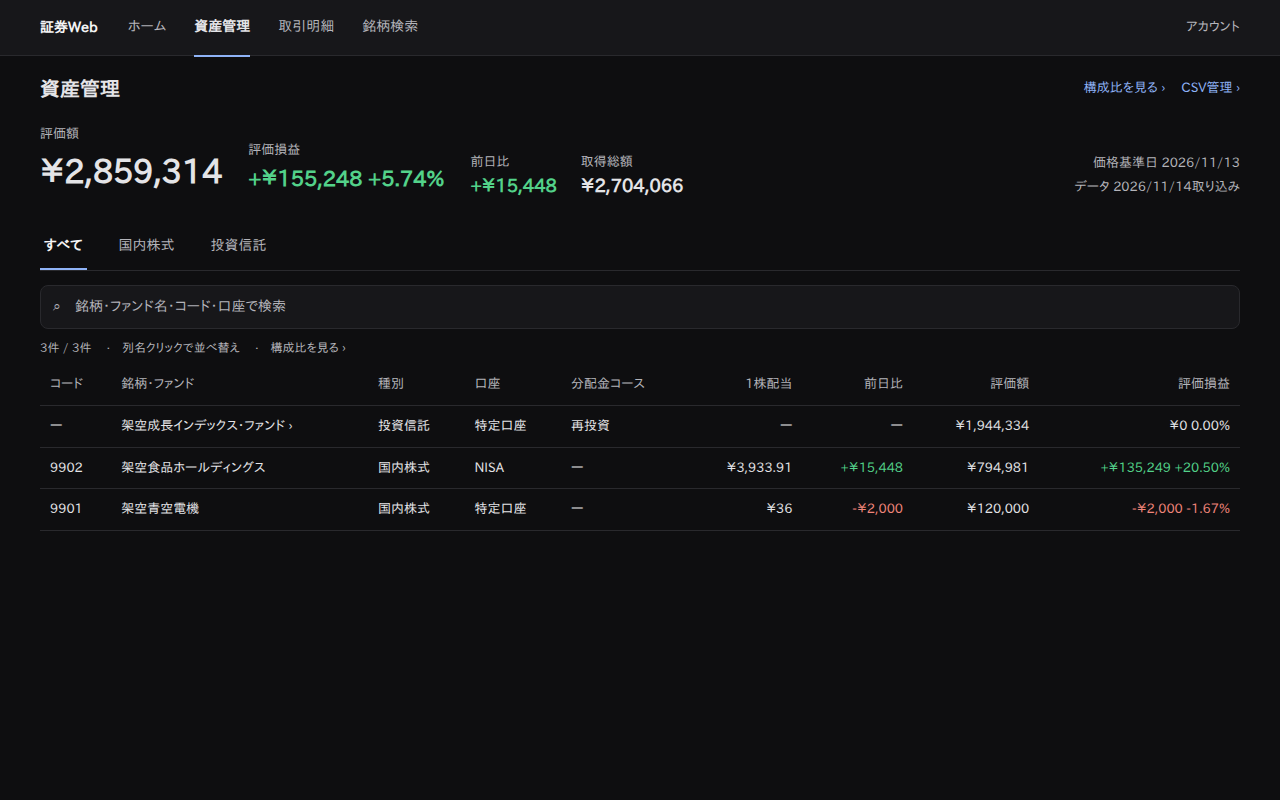 証券Web ホーム 資産管理 取引明細 銘柄検索 アカウント
資産管理 構成比を見る › CSV管理 ›
評価額 評価損益 前日比 取得総額
¥2,859,314 +¥155,248 +5.74% +¥15,448 ¥2,704,066
価格基準日 2026/11/13
データ 2026/11/14取り込み
すべて 国内株式 投資信託
銘柄・ファンド名・コード・口座で検索
3件 / 3件 · 列名クリックで並べ替え · 構成比を見る ›
コード 銘柄・ファンド 種別 口座 分配金コース 1株配当 前日比 評価額 評価損益
— 架空成長インデックス・ファンド › 投資信託 特定口座 再投資 — — ¥1,944,334 ¥0 0.00%
9902 架空食品ホールディングス 国内株式 NISA — ¥3,933.91 +¥15,448 ¥794,981 +¥135,249 +20.50%
9901 架空青空電機 国内株式 特定口座 — ¥36 -¥2,000 ¥120,000 -¥2,000 -1.67%